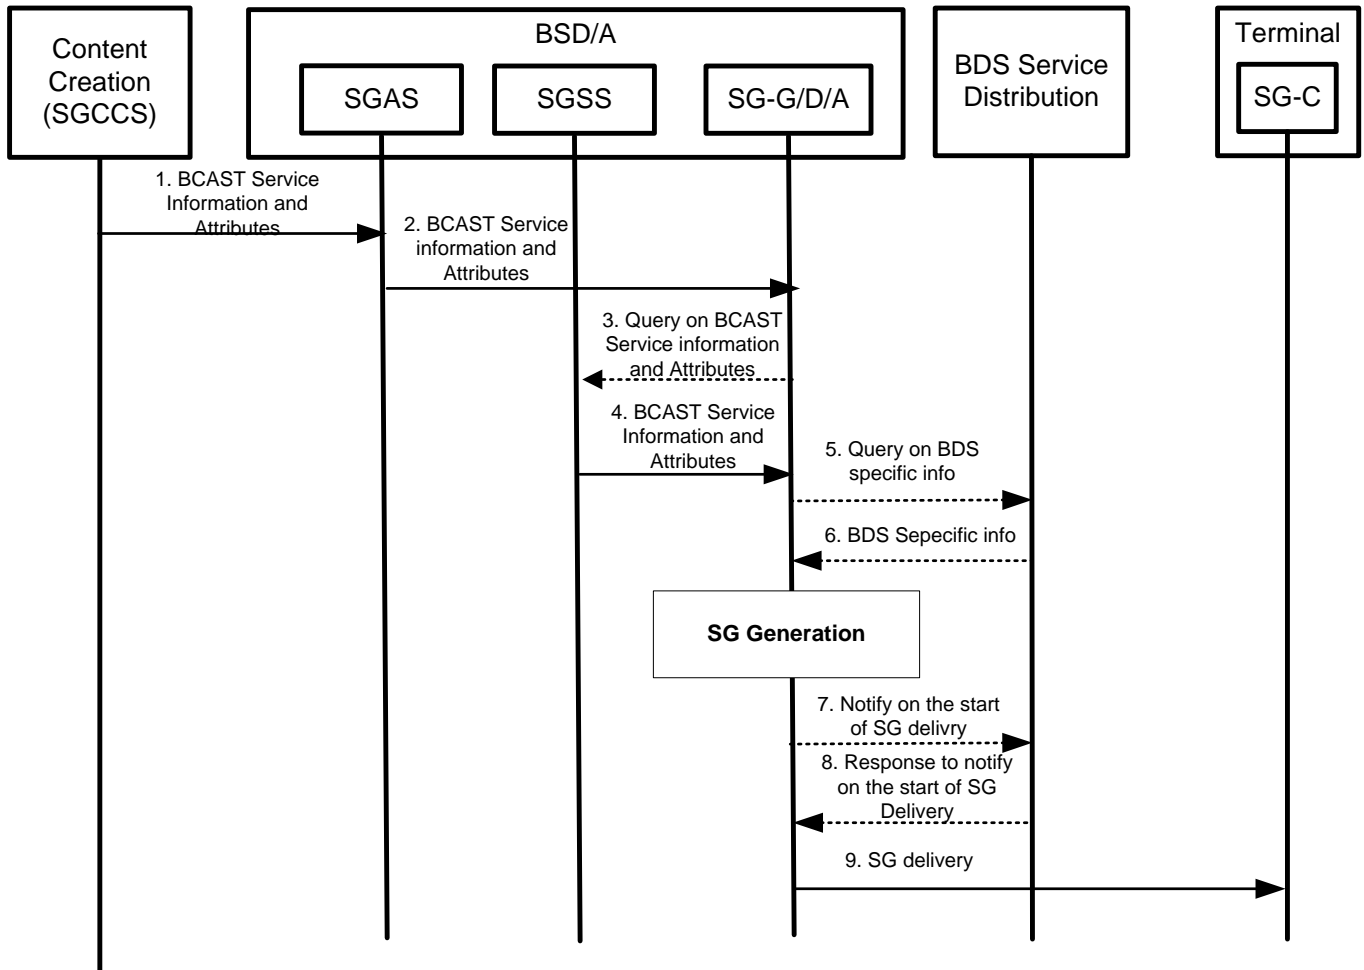 Content
Creation
(SGCCS)
BSD/A
SGAS
SGSS
SG-G/D/A
BDS Service
Distribution
Terminal
SG-C
1. BCAST Service
Information and
Attributes
2. BCAST Service
information and
Attributes
3. Query on BCAST
Service information
and Attributes
4. BCAST Service
Information and
Attributes
5. Query on BDS
specific info
6. BDS Sepecific info
SG Generation
7. Notify on the start
of SG delivry
8. Response to notify
on the start of SG
Delivery
9. SG delivery